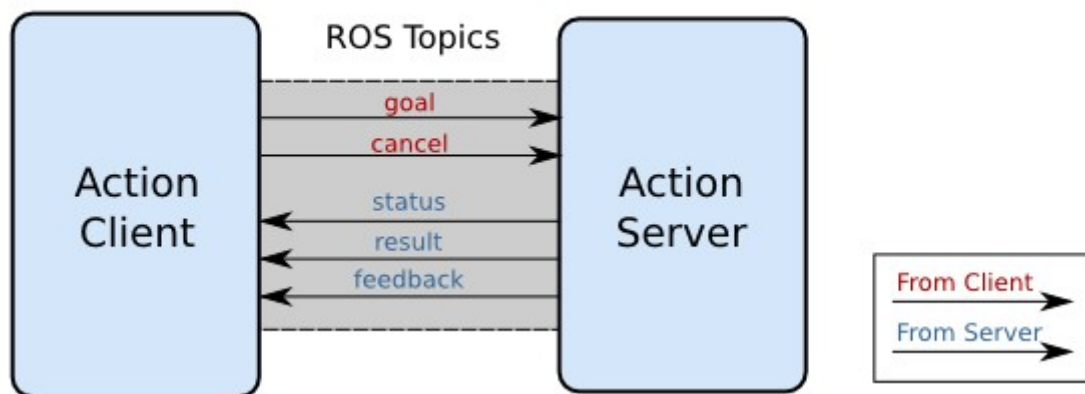 ROS Topics
Action
Client
goal
cancel
status
result
feedback
Action
Server
From Client
From Server